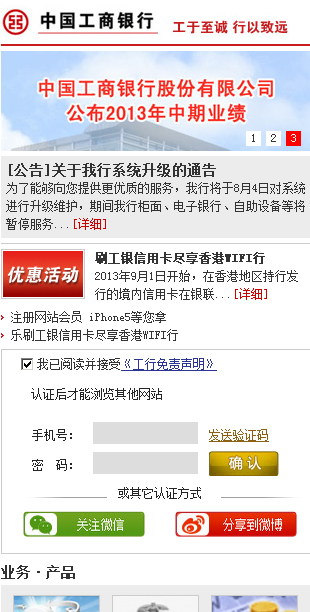 中国工商银行 工于至诚 行以致远
中国工商银行股份有限公司
公布2013年中期业绩
1 2 3
[公告]关于我行系统升级的通告
为了能够向您提供更优质的服务，我行将于8月4日对系统
进行升级维护，期间我行柜面、电子银行、自助设备等将
暂停服务...[详细]
优惠活动
刷工银信用卡尽享香港WIFI行
2013年9月1日开始，在香港地区持行发
行的境内信用卡在银联...[详细]
注册网站会员 iPhone5等您拿
乐刷工银信用卡尽享香港WIFI行
我已阅读并接受《工行免责声明》
认证后才能浏览其他网站
手机号： 发送验证码
密 码： 确 认
或其它认证方式
关注微信 分享到微博
业务·产品